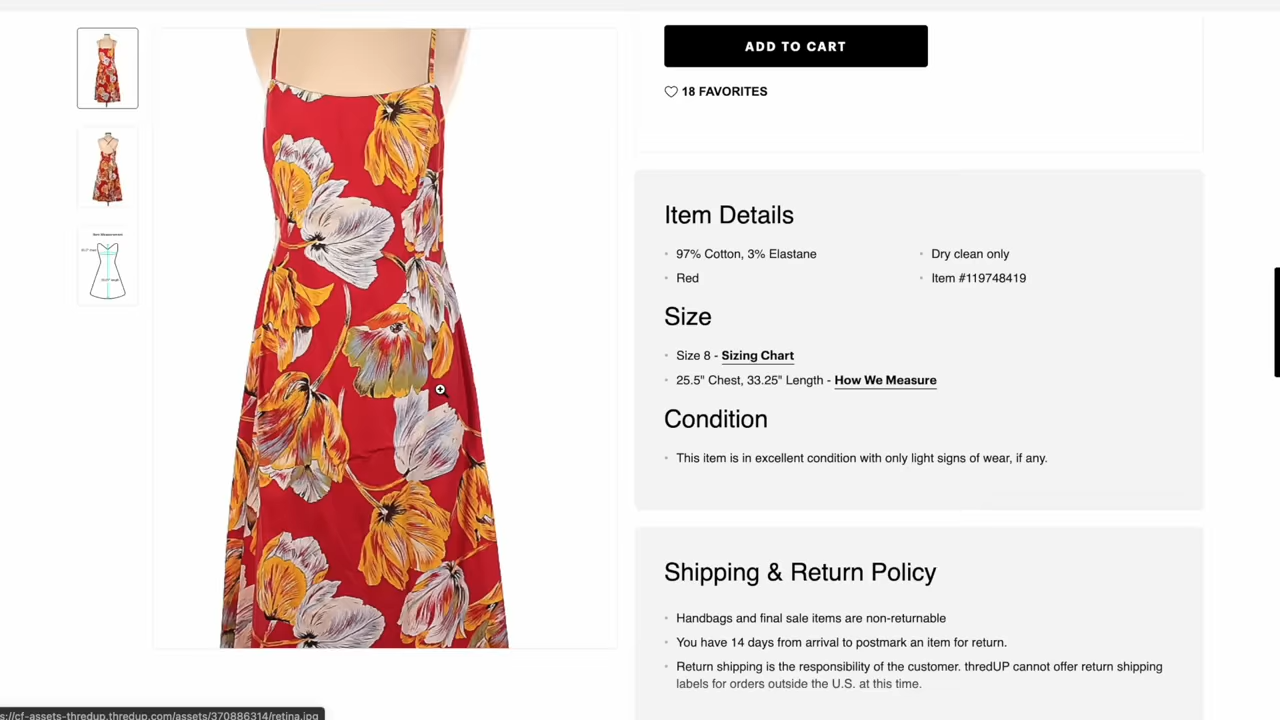 ADD TO CART
18 FAVORITES
Item Details
97% Cotton, 3% Elastane
Dry clean only
Red
Item #119748419
Size
Size 8 - Sizing Chart
25.5" Chest, 33.25" Length - How We Measure
Condition
This item is in excellent condition with only light signs of wear, if any.
Shipping & Return Policy
Handbags and final sale items are non-returnable
You have 14 days from arrival to postmark an item for return.
Return shipping is the responsibility of the customer. thredUP cannot offer return shipping
labels for orders outside the U.S. at this time.
s://cf-assets-thredup.thredup.com/assets/370886314/retina.jpg